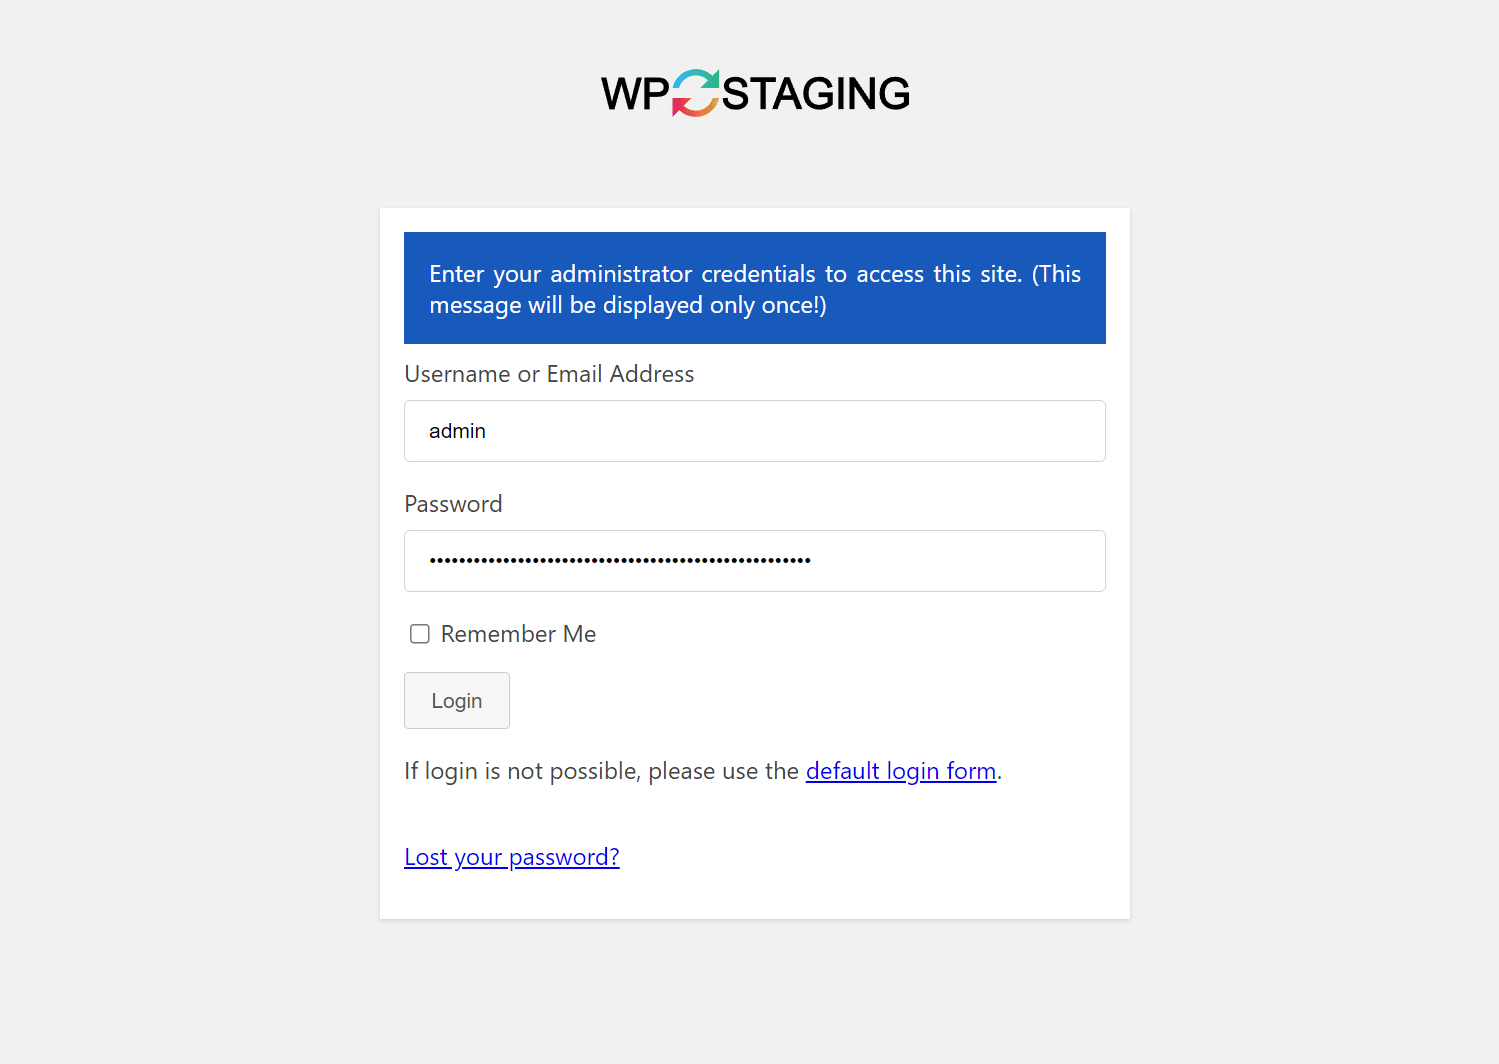 WP STAGING
Enter your administrator credentials to access this site. (This
message will be displayed only once!)
Username or Email Address
admin
Password
••••••••••••••••••••••••••••••••••••••••••••••••••••
Remember Me
Login
If login is not possible, please use the default login form.
Lost your password?